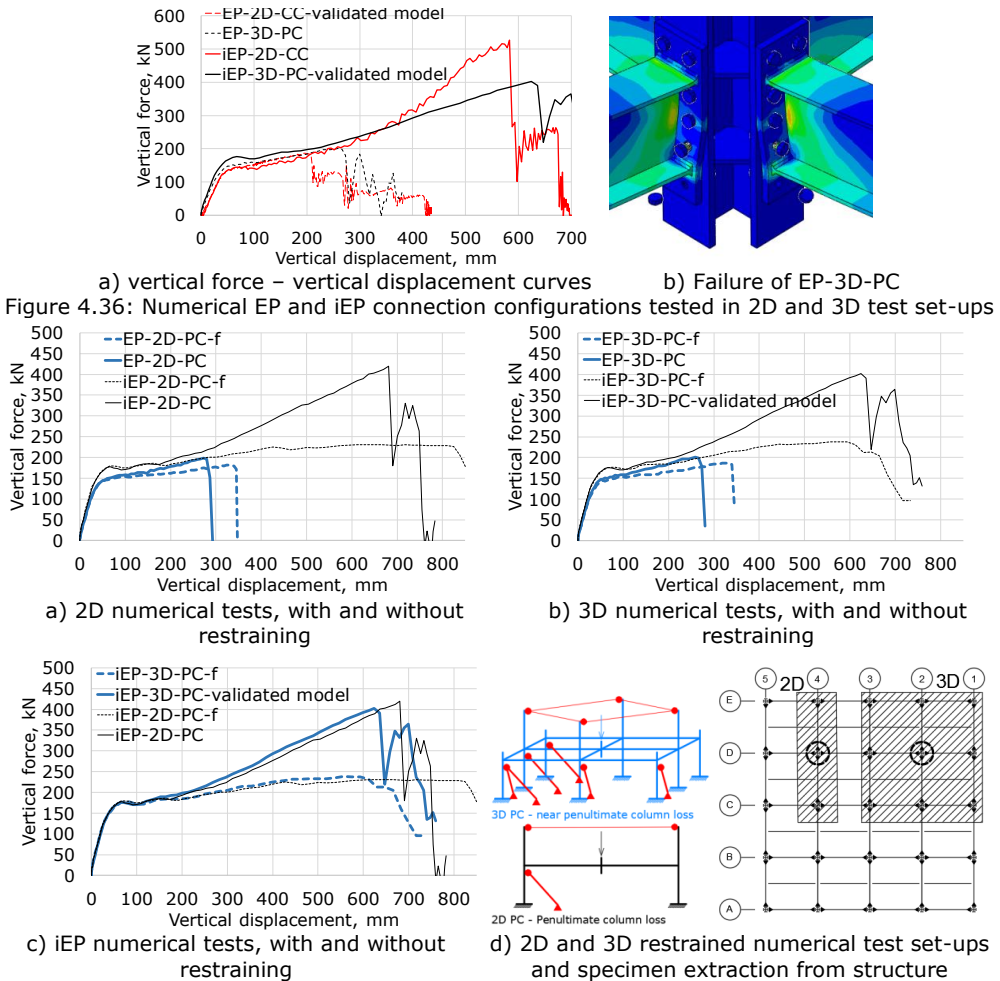 EP-2D-CC-validated model
EP-3D-PC
iEP-2D-CC
iEP-3D-PC-validated model
Vertical force, kN
600
500
400
300
200
100
0
0 100 200 300 400 500 600 700
Vertical displacement, mm
a) vertical force – vertical displacement curves
b) Failure of EP-3D-PC
Figure 4.36: Numerical EP and iEP connection configurations tested in 2D and 3D test set-ups
EP-2D-PC-f
EP-2D-PC
iEP-2D-PC-f
iEP-2D-PC
Vertical force, kN
500
450
400
350
300
250
200
150
100
50
0
0 100 200 300 400 500 600 700 800
Vertical displacement, mm
a) 2D numerical tests, with and without
restraining
EP-3D-PC-f
EP-3D-PC
iEP-3D-PC-f
iEP-3D-PC-validated model
Vertical force, kN
500
450
400
350
300
250
200
150
100
50
0
0 100 200 300 400 500 600 700 800
Vertical displacement, mm
b) 3D numerical tests, with and without
restraining
iEP-3D-PC-f
iEP-3D-PC-validated model
iEP-2D-PC-f
iEP-2D-PC
Vertical force, kN
500
450
400
350
300
250
200
150
100
50
0
0 100 200 300 400 500 600 700 800
Vertical displacement, mm
c) iEP numerical tests, with and without
restraining
3D PC - near penultimate column loss
2D PC - Penultimate column loss
5 2D 4 3 2 3D 1
E
D
C
B
A
d) 2D and 3D restrained numerical test set-ups
and specimen extraction from structure